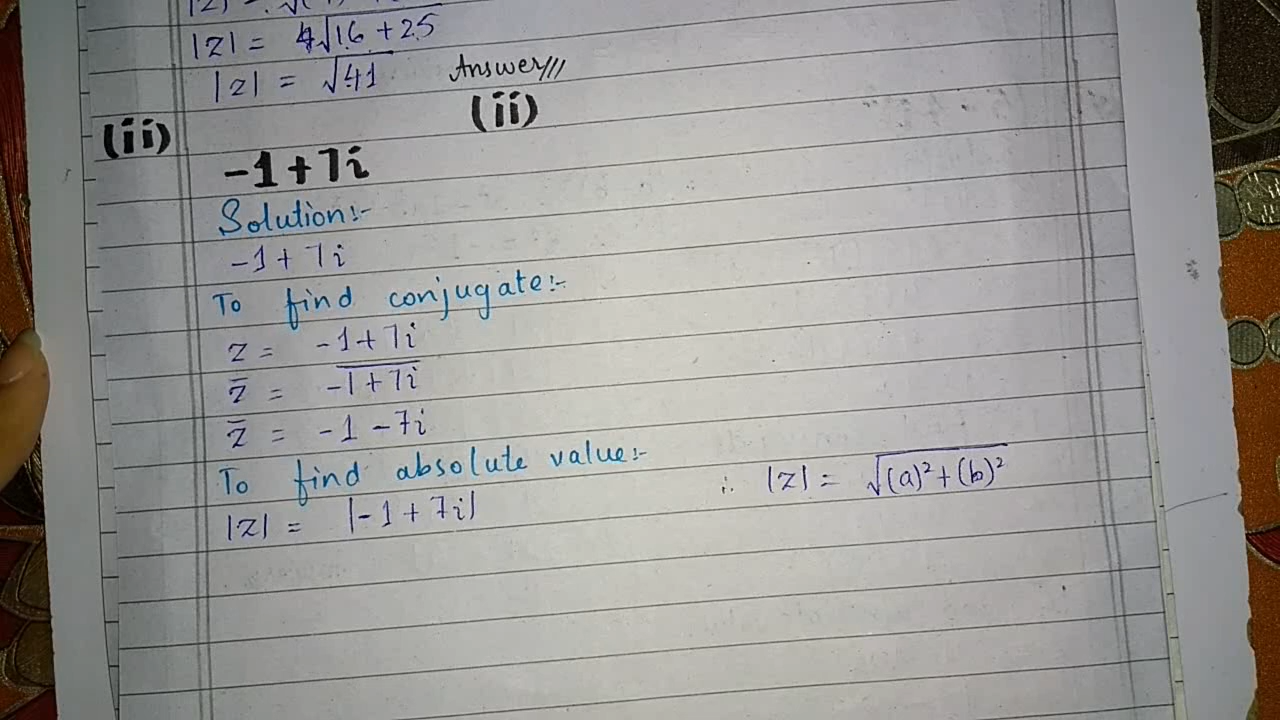 |z| = √16 + 25
|z| = √41 Answer///
(ii) (ii)
-1+7i
Solution:-
-1+7i
To find conjugate:-
z = -1+7i
z̅ = -\overline{1+7i}
z̅ = -1-7i
To find absolute value:-
|z| = |-1+7i| ∴ |z| = √(a)²+(b)²